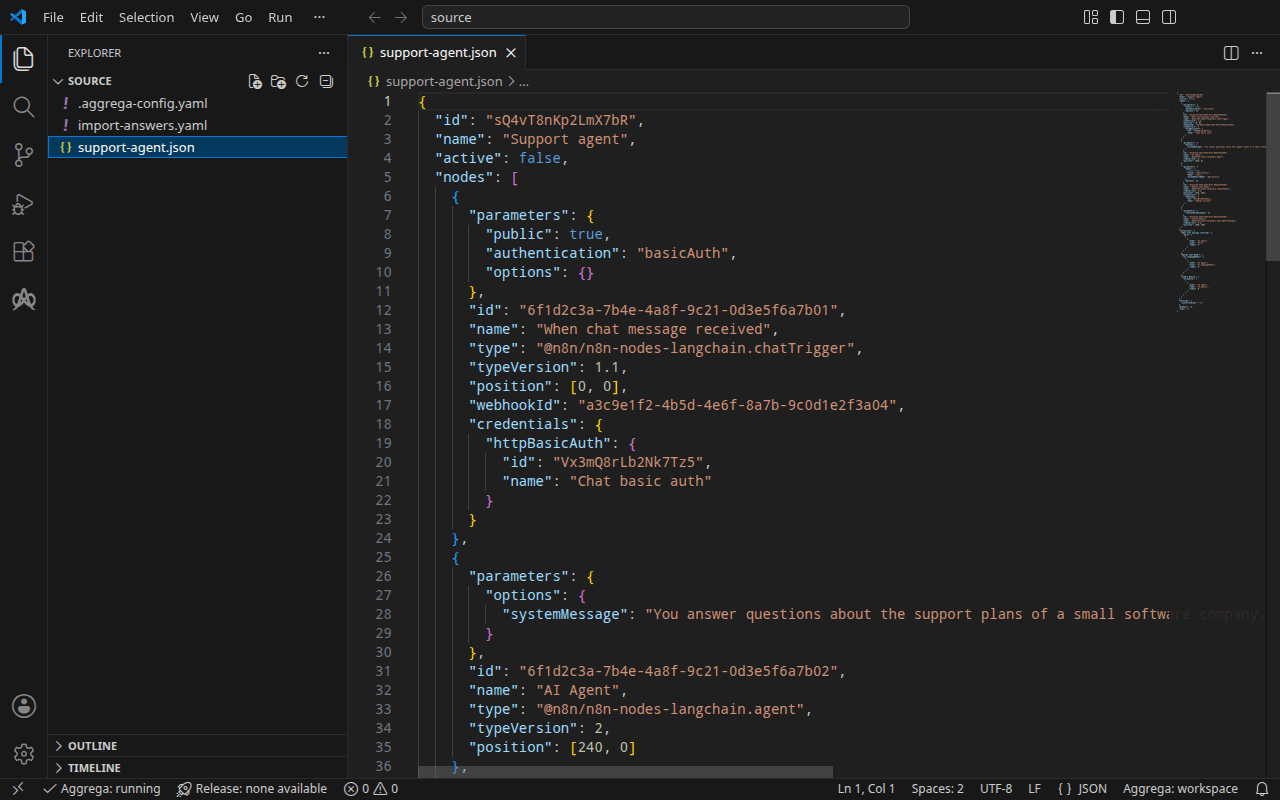 File Edit Selection View Go Run ··· source
EXPLORER ···
SOURCE
.aggrega-config.yaml
import-answers.yaml
support-agent.json
OUTLINE
TIMELINE
support-agent.json
support-agent.json > ...
1 {
2 "id": "sQ4vT8nKp2LmX7bR",
3 "name": "Support agent",
4 "active": false,
5 "nodes": [
6 {
7 "parameters": {
8 "public": true,
9 "authentication": "basicAuth",
10 "options": {}
11 },
12 "id": "6f1d2c3a-7b4e-4a8f-9c21-0d3e5f6a7b01",
13 "name": "When chat message received",
14 "type": "@n8n/n8n-nodes-langchain.chatTrigger",
15 "typeVersion": 1.1,
16 "position": [0, 0],
17 "webhookId": "a3c9e1f2-4b5d-4e6f-8a7b-9c0d1e2f3a04",
18 "credentials": {
19 "httpBasicAuth": {
20 "id": "Vx3mQ8rLb2Nk7Tz5",
21 "name": "Chat basic auth"
22 }
23 }
24 },
25 {
26 "parameters": {
27 "options": {
28 "systemMessage": "You answer questions about the support plans of a small software company.
29 }
30 },
31 "id": "6f1d2c3a-7b4e-4a8f-9c21-0d3e5f6a7b02",
32 "name": "AI Agent",
33 "type": "@n8n/n8n-nodes-langchain.agent",
34 "typeVersion": 2,
35 "position": [240, 0]
36 },
Aggrega: running Release: none available 0 0 Ln 1, Col 1 Spaces: 2 UTF-8 LF { } JSON Aggrega: workspace